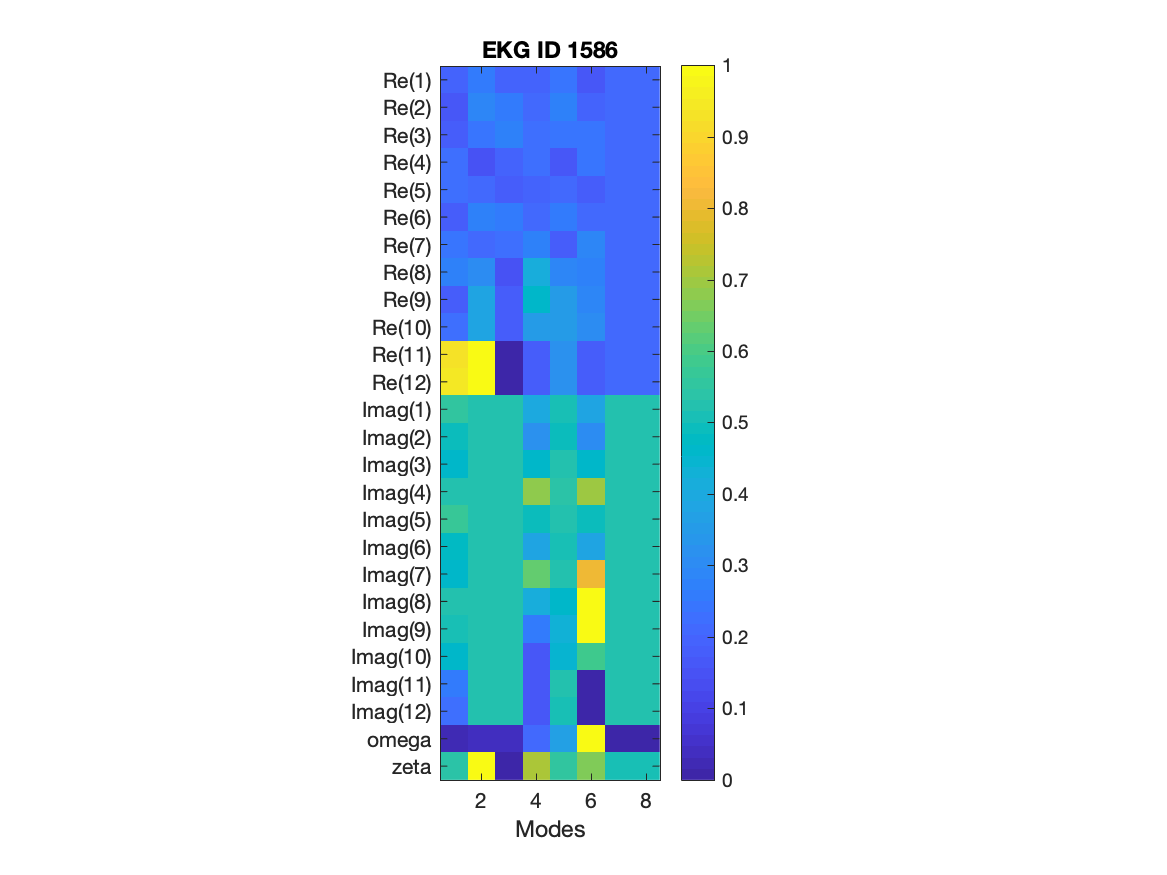 EKG ID 1586
Re(1)
Re(2)
Re(3)
Re(4)
Re(5)
Re(6)
Re(7)
Re(8)
Re(9)
Re(10)
Re(11)
Re(12)
Imag(1)
Imag(2)
Imag(3)
Imag(4)
Imag(5)
Imag(6)
Imag(7)
Imag(8)
Imag(9)
Imag(10)
Imag(11)
Imag(12)
omega
zeta
2 4 6 8
Modes
1
0.9
0.8
0.7
0.6
0.5
0.4
0.3
0.2
0.1
0